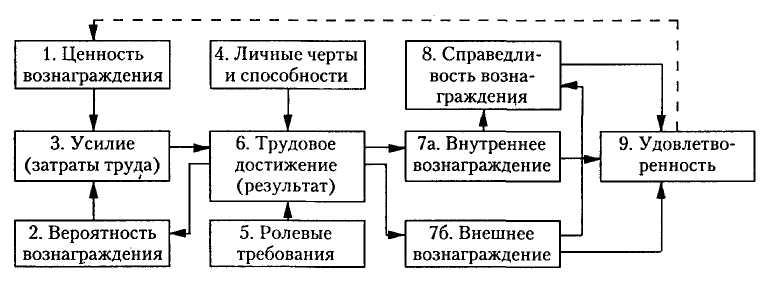 1. Ценность
вознаграждения
4. Личные черты
и способности
8. Справедли-
вость возна-
граждения
3. Усилие
(затраты труда)
6. Трудовое
достижение
(результат)
7а. Внутреннее
вознаграждение
9. Удовлетво-
ренность
2. Вероятность
вознаграждения
5. Ролевые
требования
7б. Внешнее
вознаграждение